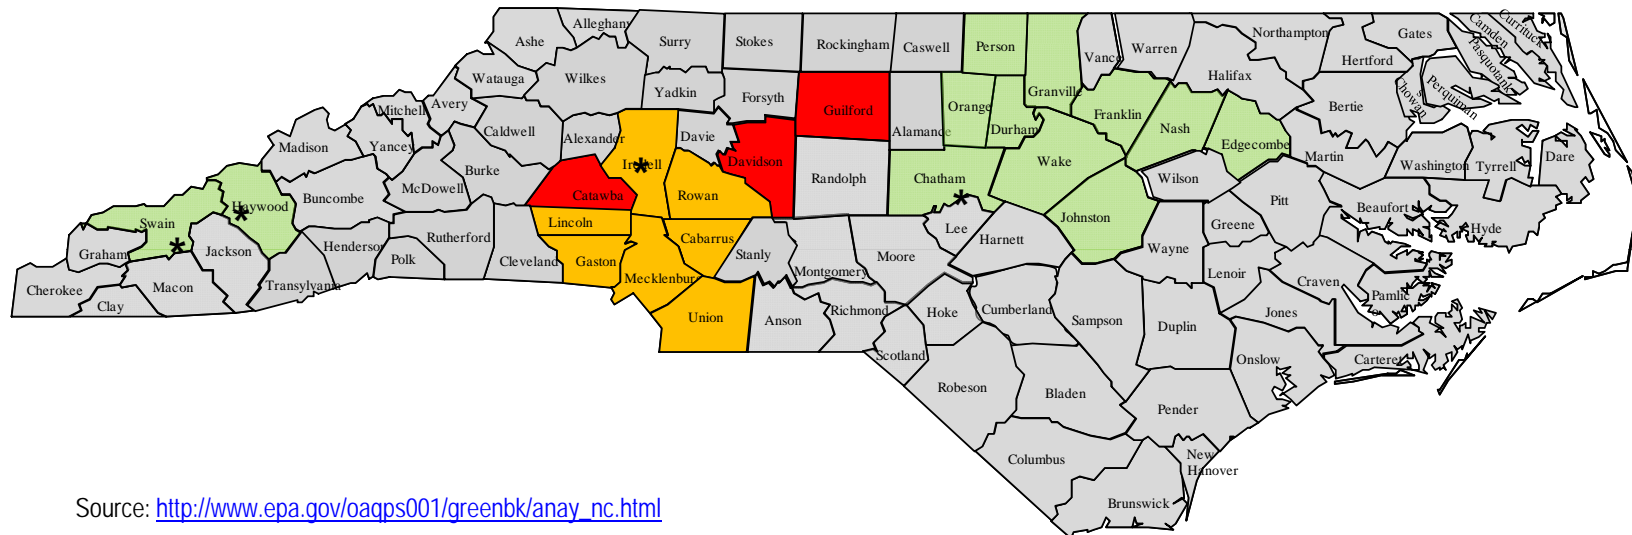 Ashe
Alleghany
Surry
Stokes
Rockingham
Caswell
Person
Granville
Vance
Warren
Northampton
Gates
Hertford
Camden
Currituck
Pasquotank
Perquiman
s
Chowan
Halifax
Bertie
Watauga
Wilkes
Yadkin
Forsyth
Guilford
Alamance
Orange
Durham
Franklin
Nash
Edgecombe
Martin
Washington
Tyrrell
Dare
Mitchell
Avery
Caldwell
Alexander
Davie
Iredell
*
Davidson
Randolph
Chatham
*
Wake
Wilson
Madison
Yancey
McDowell
Burke
Catawba
Rowan
Lincoln
Buncombe
Haywood
*
Swain
*
Graham
Jackson
Cherokee
Clay
Macon
Transylvania
Henderson
Polk
Rutherford
Cleveland
Gaston
Mecklenburg
Cabarrus
Stanly
Montgomery
Moore
Lee
Harnett
Johnston
Wayne
Greene
Pitt
Beaufort
Hyde
Lenoir
Craven
Pamlic
o
Jones
Carteret
Onslow
Duplin
Sampson
Cumberland
Hoke
Richmond
Anson
Union
Scotland
Robeson
Bladen
Pender
New
Hanover
Columbus
Brunswick
Source: http://www.epa.gov/oaqps001/greenbk/anay_nc.html